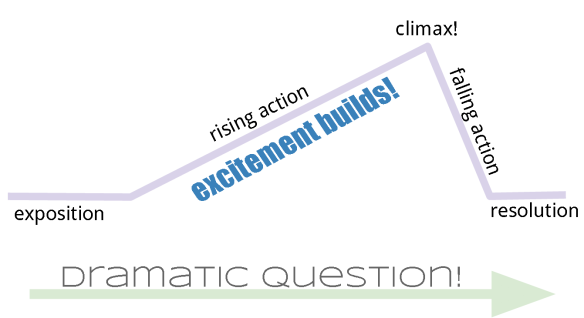 climax!
rising action
falling action
excitement builds!
exposition
resolution
Dramatic Question!